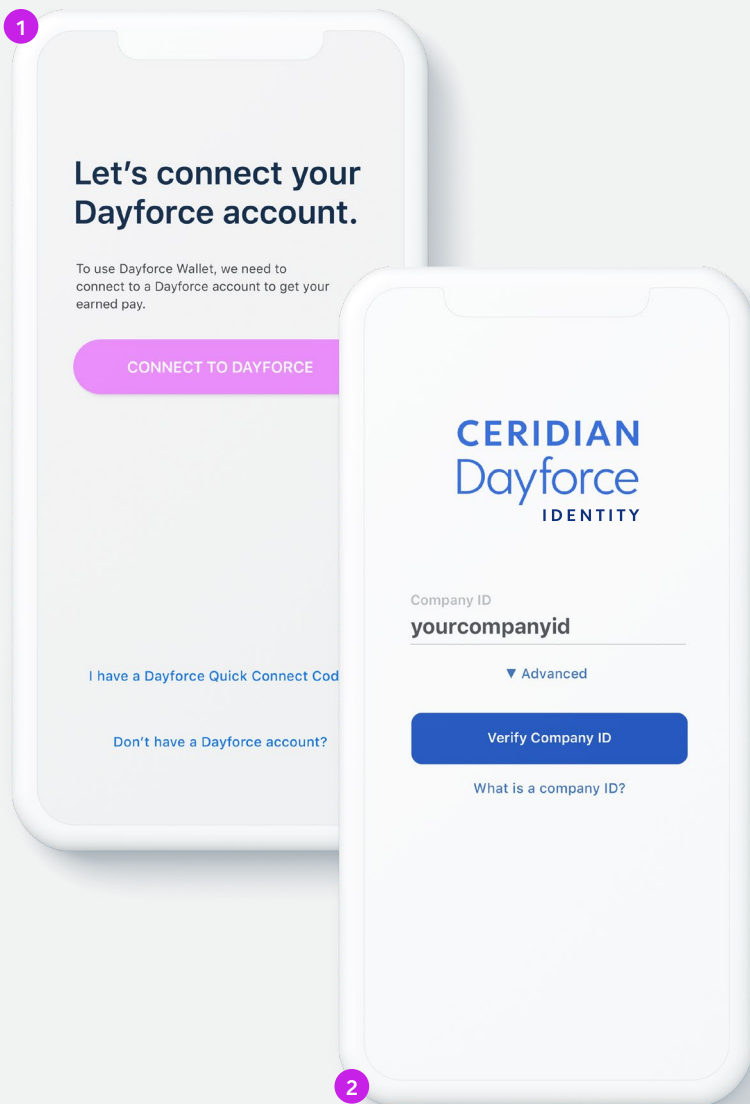 1
Let's connect your
Dayforce account.
To use Dayforce Wallet, we need to
connect to a Dayforce account to get your
earned pay.
CONNECT TO DAYFORCE
I have a Dayforce Quick Connect Cod
Don't have a Dayforce account?
CERIDIAN
Dayforce
IDENTITY
Company ID
yourcompanyid
▼ Advanced
Verify Company ID
What is a company ID?
2